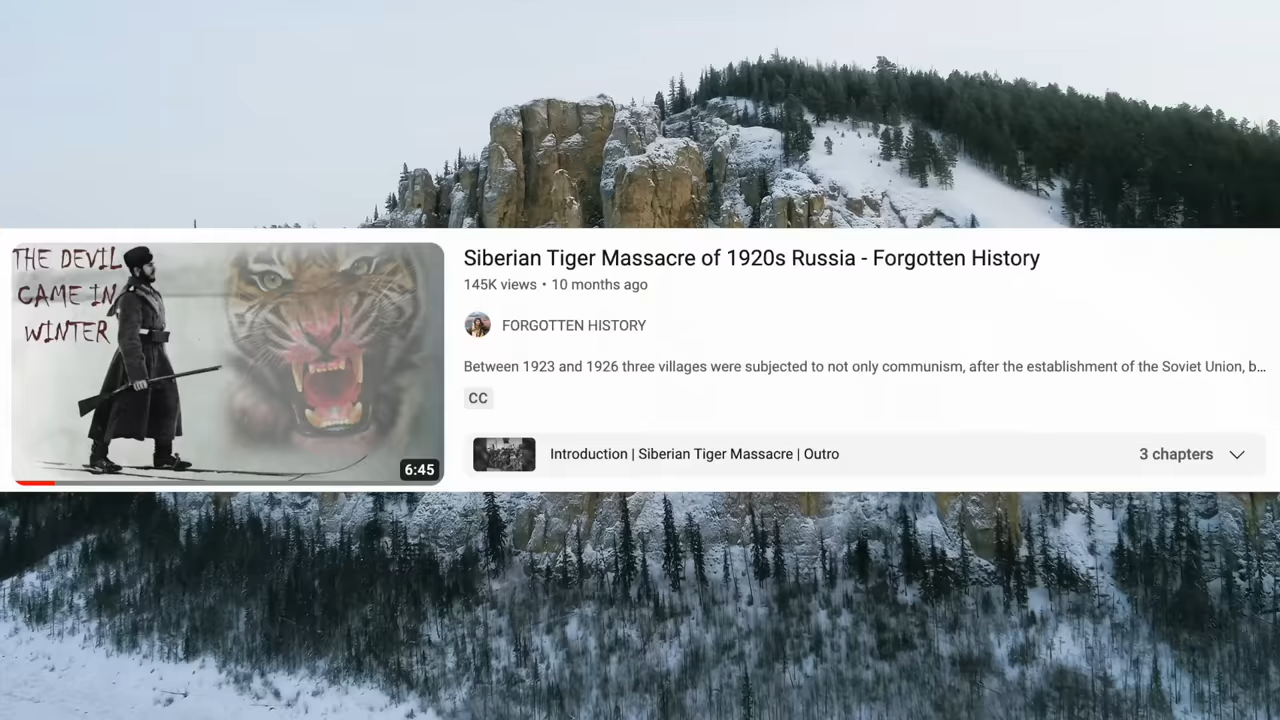 THE DEVIL
CAME IN
WINTER
6:45
Siberian Tiger Massacre of 1920s Russia - Forgotten History
145K views • 10 months ago
FORGOTTEN HISTORY
Between 1923 and 1926 three villages were subjected to not only communism, after the establishment of the Soviet Union, b...
CC
Introduction | Siberian Tiger Massacre | Outro
3 chapters